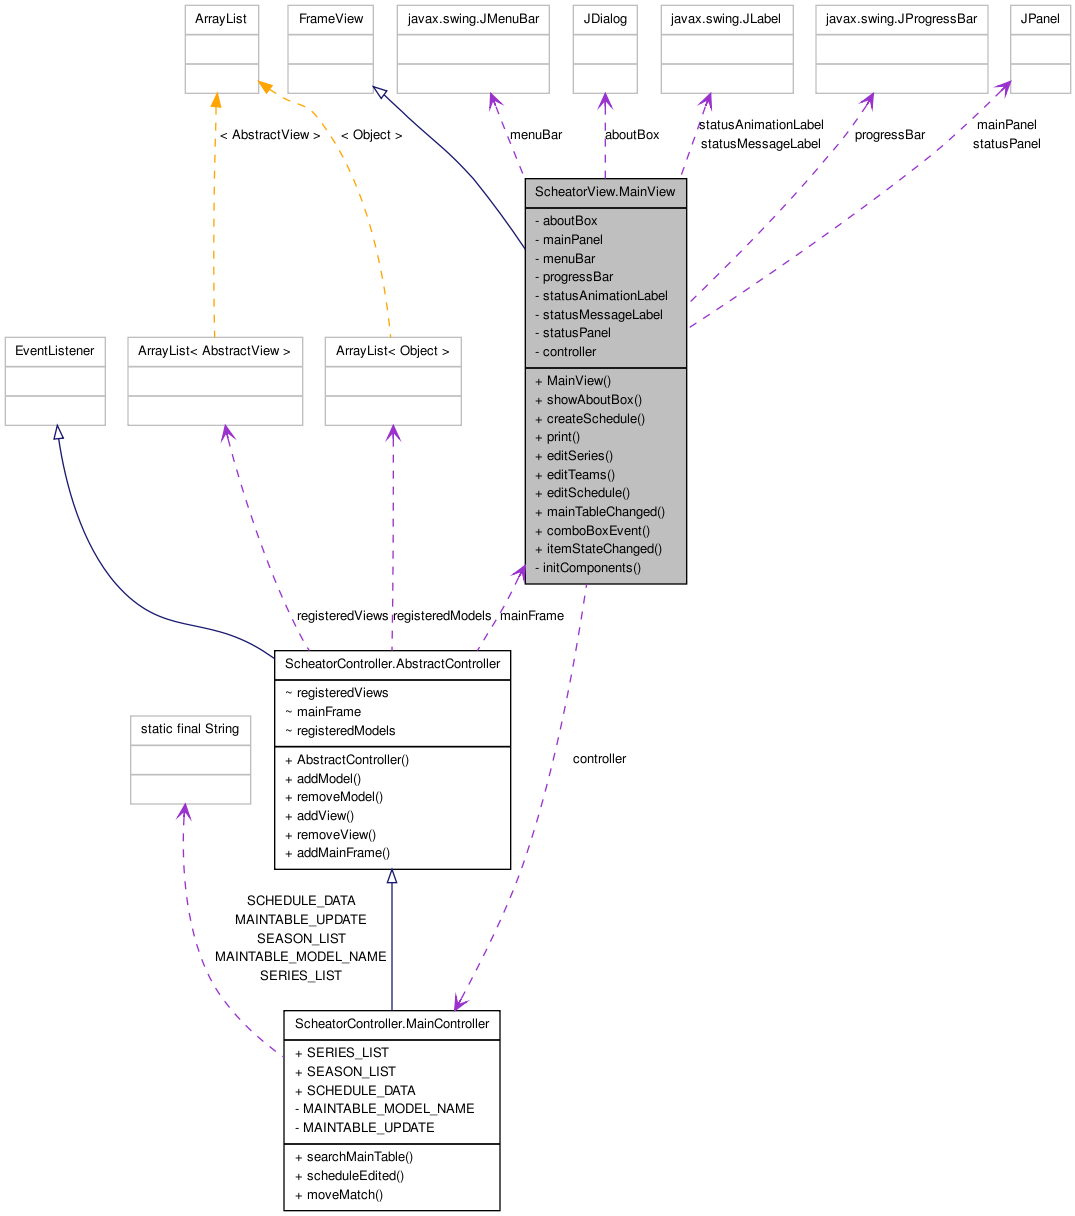 ArrayList
FrameView
javax.swing.JMenuBar
JDialog
javax.swing.JLabel
javax.swing.JProgressBar
JPanel
< AbstractView >
< Object >
menuBar
aboutBox
statusAnimationLabel
statusMessageLabel
progressBar
mainPanel
statusPanel
ScheatorView.MainView
- aboutBox
- mainPanel
- menuBar
- progressBar
- statusAnimationLabel
- statusMessageLabel
- statusPanel
- controller
+ MainView()
+ showAboutBox()
+ createSchedule()
+ print()
+ editSeries()
+ editTeams()
+ editSchedule()
+ mainTableChanged()
+ comboBoxEvent()
+ itemStateChanged()
- initComponents()
EventListener
ArrayList< AbstractView >
ArrayList< Object >
registeredViews
registeredModels
mainFrame
ScheatorController.AbstractController
~ registeredViews
~ mainFrame
~ registeredModels
+ AbstractController()
+ addModel()
+ removeModel()
+ addView()
+ removeView()
+ addMainFrame()
static final String
controller
SCHEDULE_DATA
MAINTABLE_UPDATE
SEASON_LIST
MAINTABLE_MODEL_NAME
SERIES_LIST
ScheatorController.MainController
+ SERIES_LIST
+ SEASON_LIST
+ SCHEDULE_DATA
- MAINTABLE_MODEL_NAME
- MAINTABLE_UPDATE
+ searchMainTable()
+ scheduleEdited()
+ moveMatch()